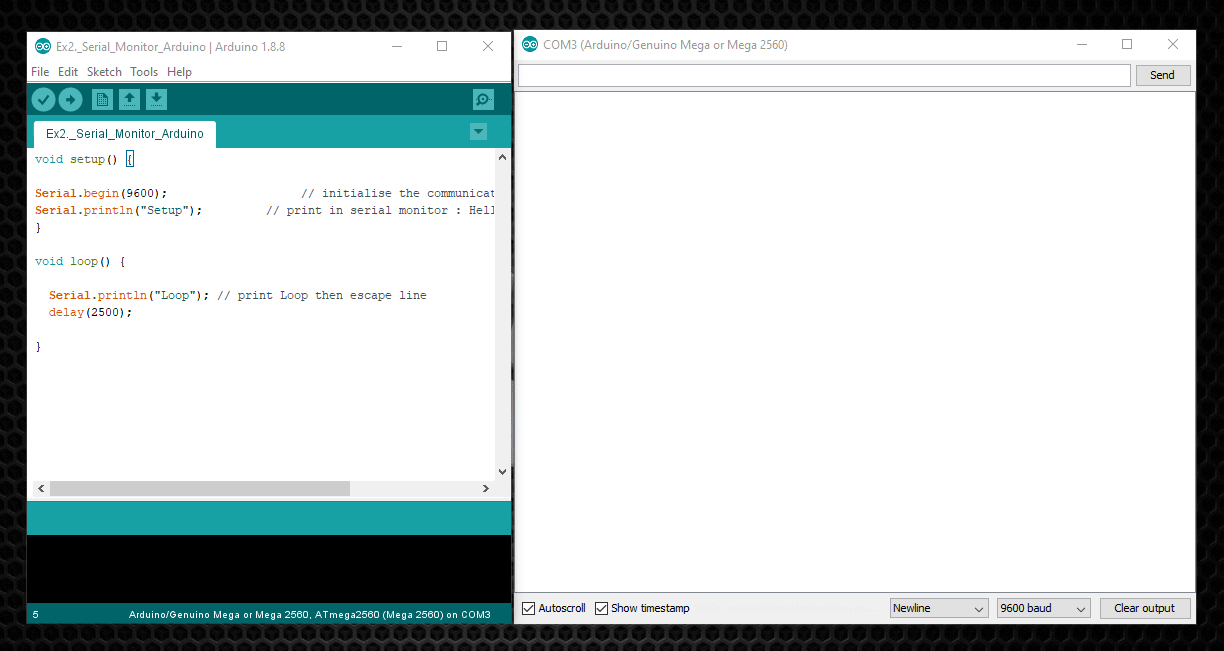 Ex2._Serial_Monitor_Arduino | Arduino 1.8.8
File Edit Sketch Tools Help
Ex2._Serial_Monitor_Arduino
void setup() {
Serial.begin(9600); // initialise the communicat
Serial.println("Setup"); // print in serial monitor : Hell
}
void loop() {
Serial.println("Loop"); // print Loop then escape line
delay(2500);
}
5 Arduino/Genuino Mega or Mega 2560, ATmega2560 (Mega 2560) on COM3
COM3 (Arduino/Genuino Mega or Mega 2560)
Send
Autoscroll Show timestamp Newline 9600 baud Clear output